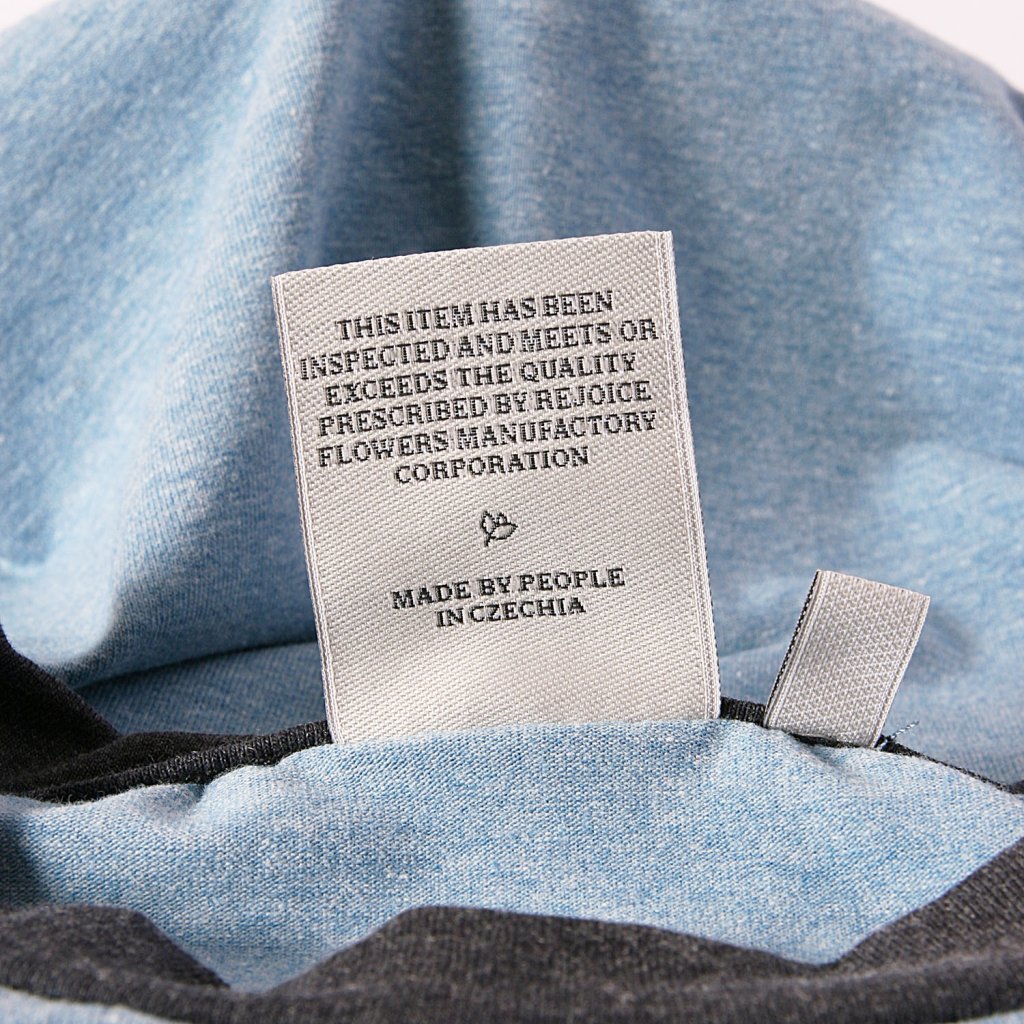 THIS ITEM HAS BEEN
INSPECTED AND MEETS OR
EXCEEDS THE QUALITY
PRESCRIBED BY REJOICE
FLOWERS MANUFACTORY
CORPORATION
MADE BY PEOPLE
IN CZECHIA